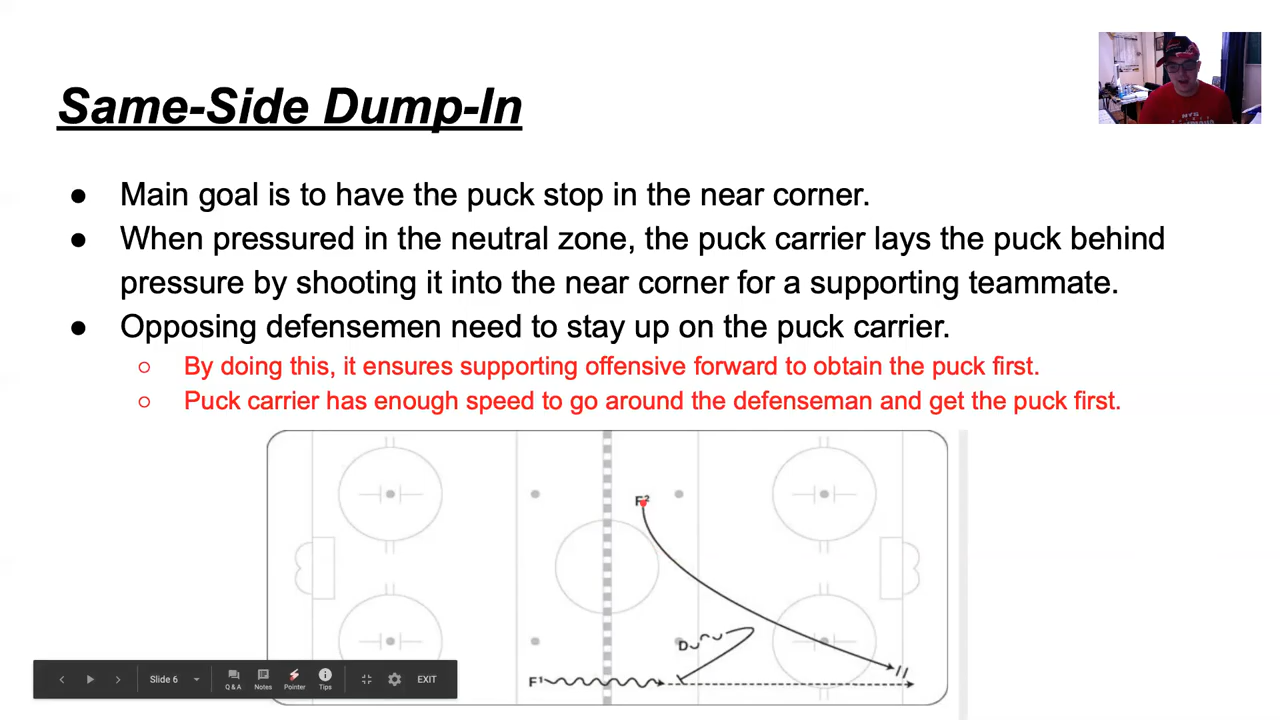 Same-Side Dump-In
● Main goal is to have the puck stop in the near corner.
● When pressured in the neutral zone, the puck carrier lays the puck behind
pressure by shooting it into the near corner for a supporting teammate.
● Opposing defensemen need to stay up on the puck carrier.
○ By doing this, it ensures supporting offensive forward to obtain the puck first.
○ Puck carrier has enough speed to go around the defenseman and get the puck first.
F²
D
F¹
Slide 6
Q & A
Notes
Pointer
Tips
EXIT